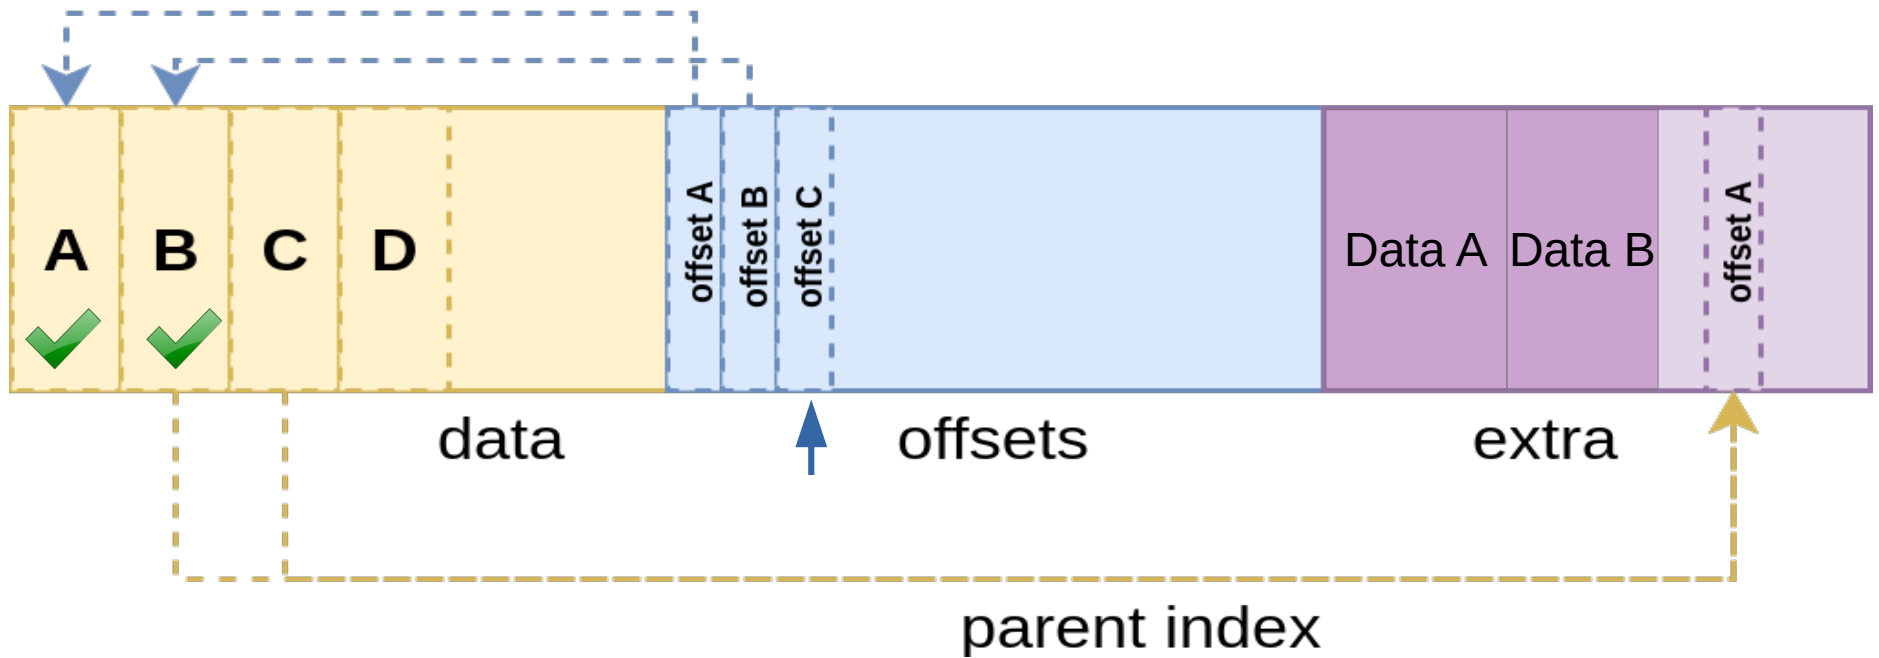 A
B
C
D
offset A
offset B
offset C
Data A
Data B
offset A
data
offsets
extra
parent index